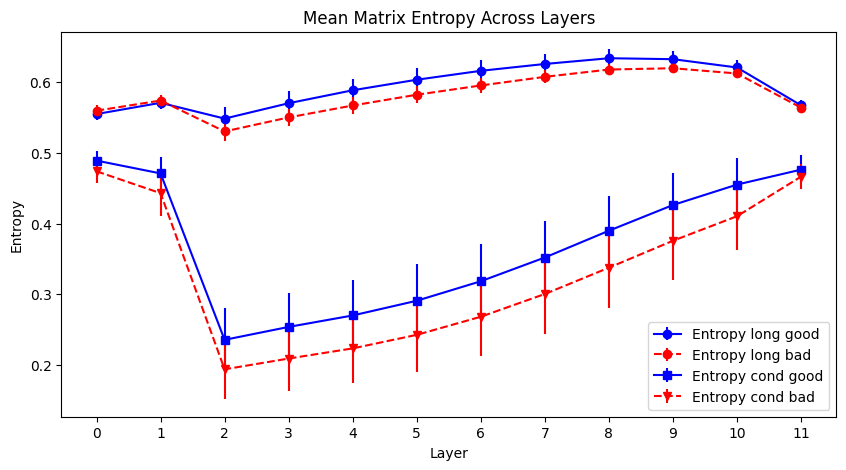 Mean Matrix Entropy Across Layers
Entropy
0.6
0.5
0.4
0.3
0.2
0 1 2 3 4 5 6 7 8 9 10 11
Layer
Entropy long good
Entropy long bad
Entropy cond good
Entropy cond bad